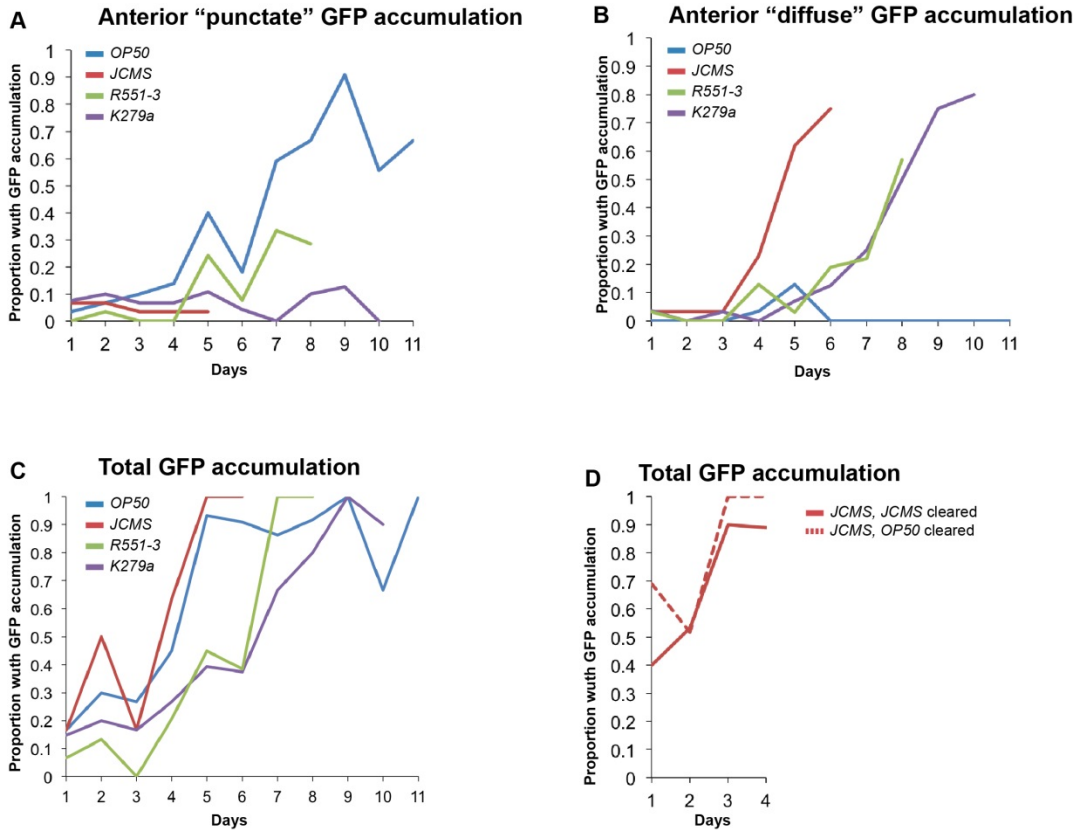 A
Anterior “punctate” GFP accumulation
Proportion wuth GFP accumulation
1
0.9
0.8
0.7
0.6
0.5
0.4
0.3
0.2
0.1
0
OP50
JCMS
R551-3
K279a
1 2 3 4 5 6 7 8 9 10 11
Days
B
Anterior “diffuse” GFP accumulation
Proportion wuth GFP accumulation
1
0.9
0.8
0.7
0.6
0.5
0.4
0.3
0.2
0.1
0
OP50
JCMS
R551-3
K279a
1 2 3 4 5 6 7 8 9 10 11
Days
C
Total GFP accumulation
Proportion wuth GFP accumulation
1
0.9
0.8
0.7
0.6
0.5
0.4
0.3
0.2
0.1
0
OP50
JCMS
R551-3
K279a
1 2 3 4 5 6 7 8 9 10 11
Days
D
Total GFP accumulation
Proportion wuth GFP accumulation
1
0.9
0.8
0.7
0.6
0.5
0.4
0.3
0.2
0.1
0
JCMS, JCMS cleared
JCMS, OP50 cleared
1 2 3 4
Days